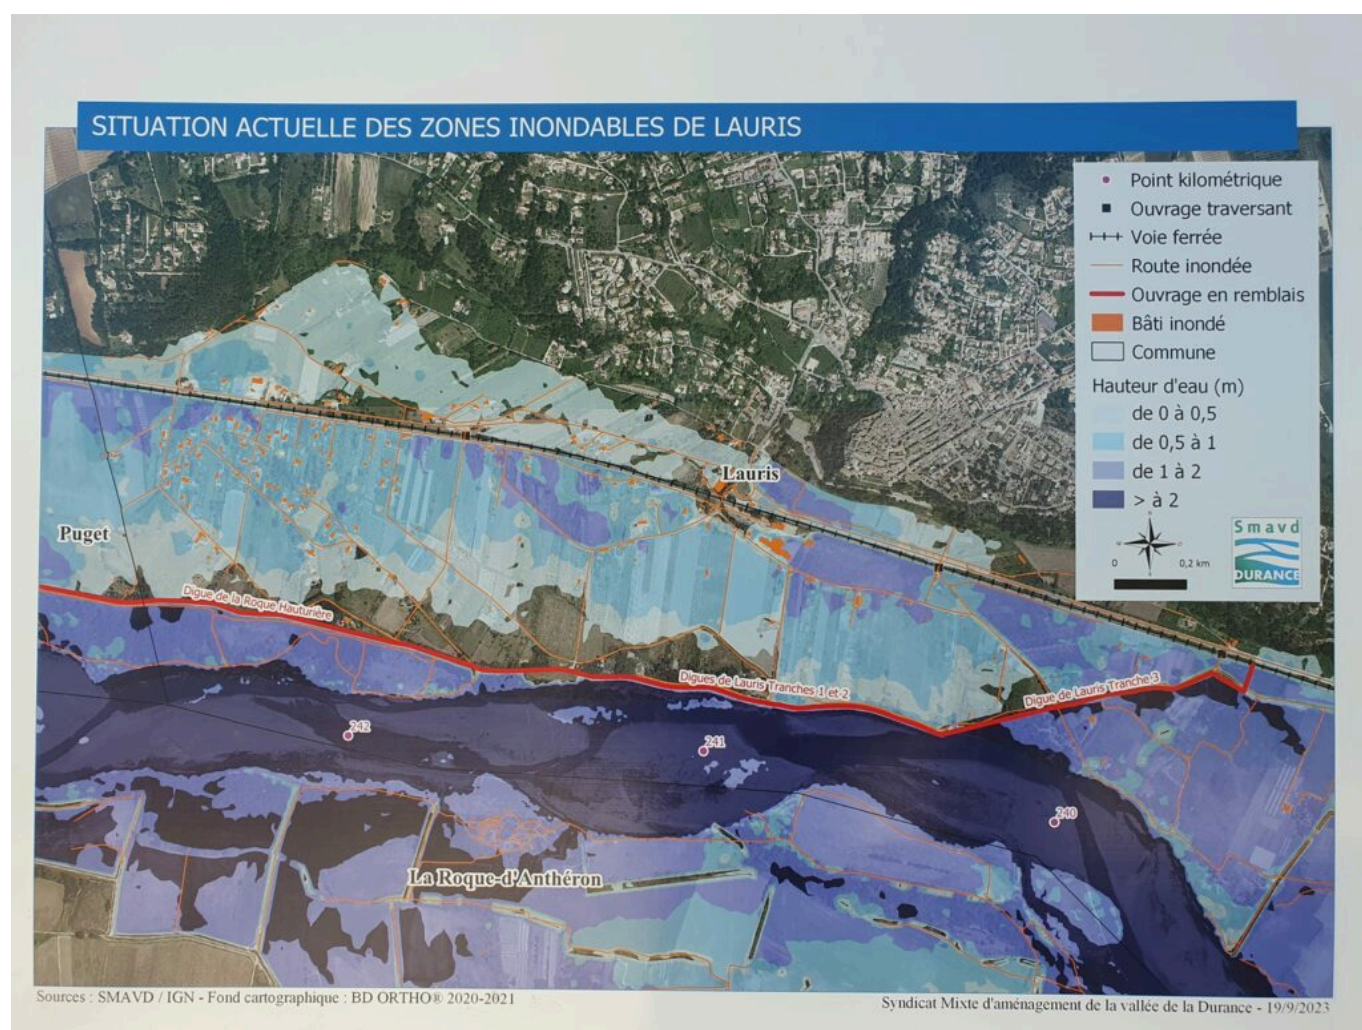 SITUATION ACTUELLE DES ZONES INONDABLES DE LAURIS
Point kilométrique
Ouvrage traversant
Voie ferrée
Route inondée
Ouvrage en remblais
Bâti inondé
Commune
Hauteur d'eau (m)
de 0 à 0,5
de 0,5 à 1
de 1 à 2
> à 2
0 0,2 km
Smavd
DURANCE
Lauris
Puget
Digue de la Roque Hauturière
Digues de Lauris Tranches 1 et 2
Digue de Lauris Tranche 3
242
241
240
La Roque-d'Anthéron
Sources : SMAVD / IGN - Fond cartographique : BD ORTHO® 2020-2021
Syndicat Mixte d'aménagement de la vallée de la Durance - 19/9/2023